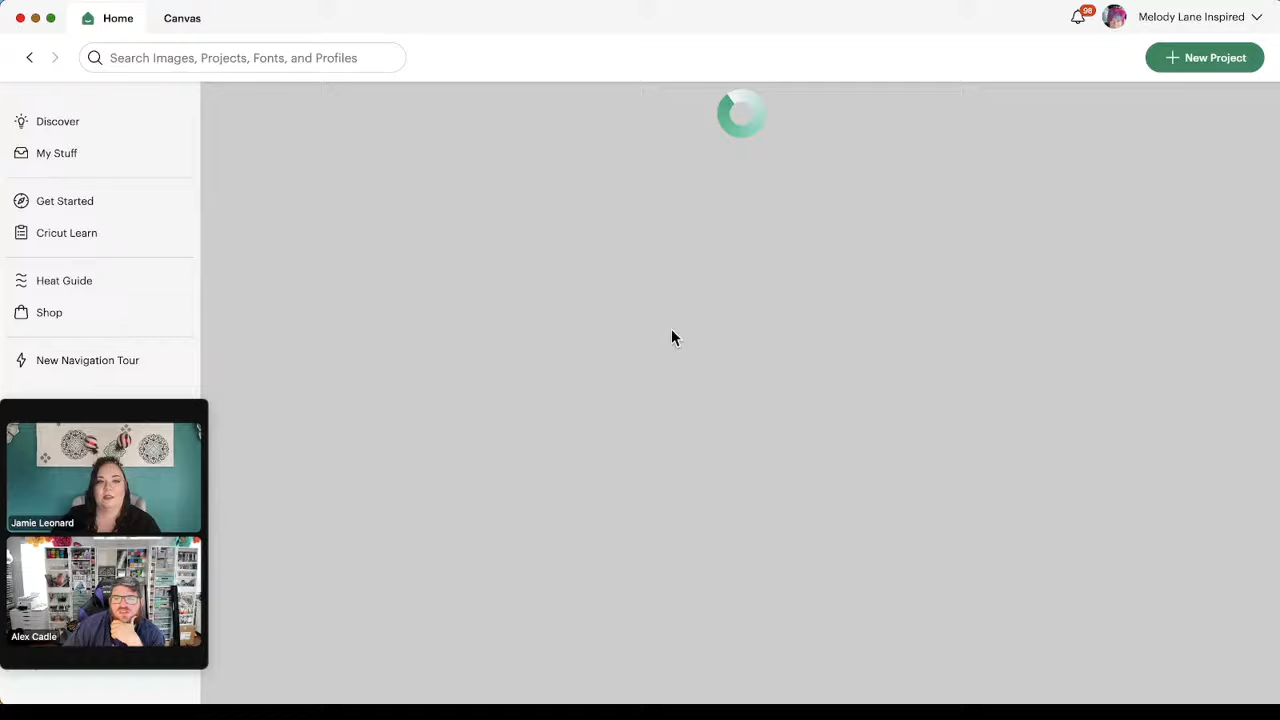 Home
Canvas
98
Melody Lane Inspired
Search Images, Projects, Fonts, and Profiles
New Project
Discover
My Stuff
Get Started
Cricut Learn
Heat Guide
Shop
New Navigation Tour
Jamie Leonard
Alex Cadle